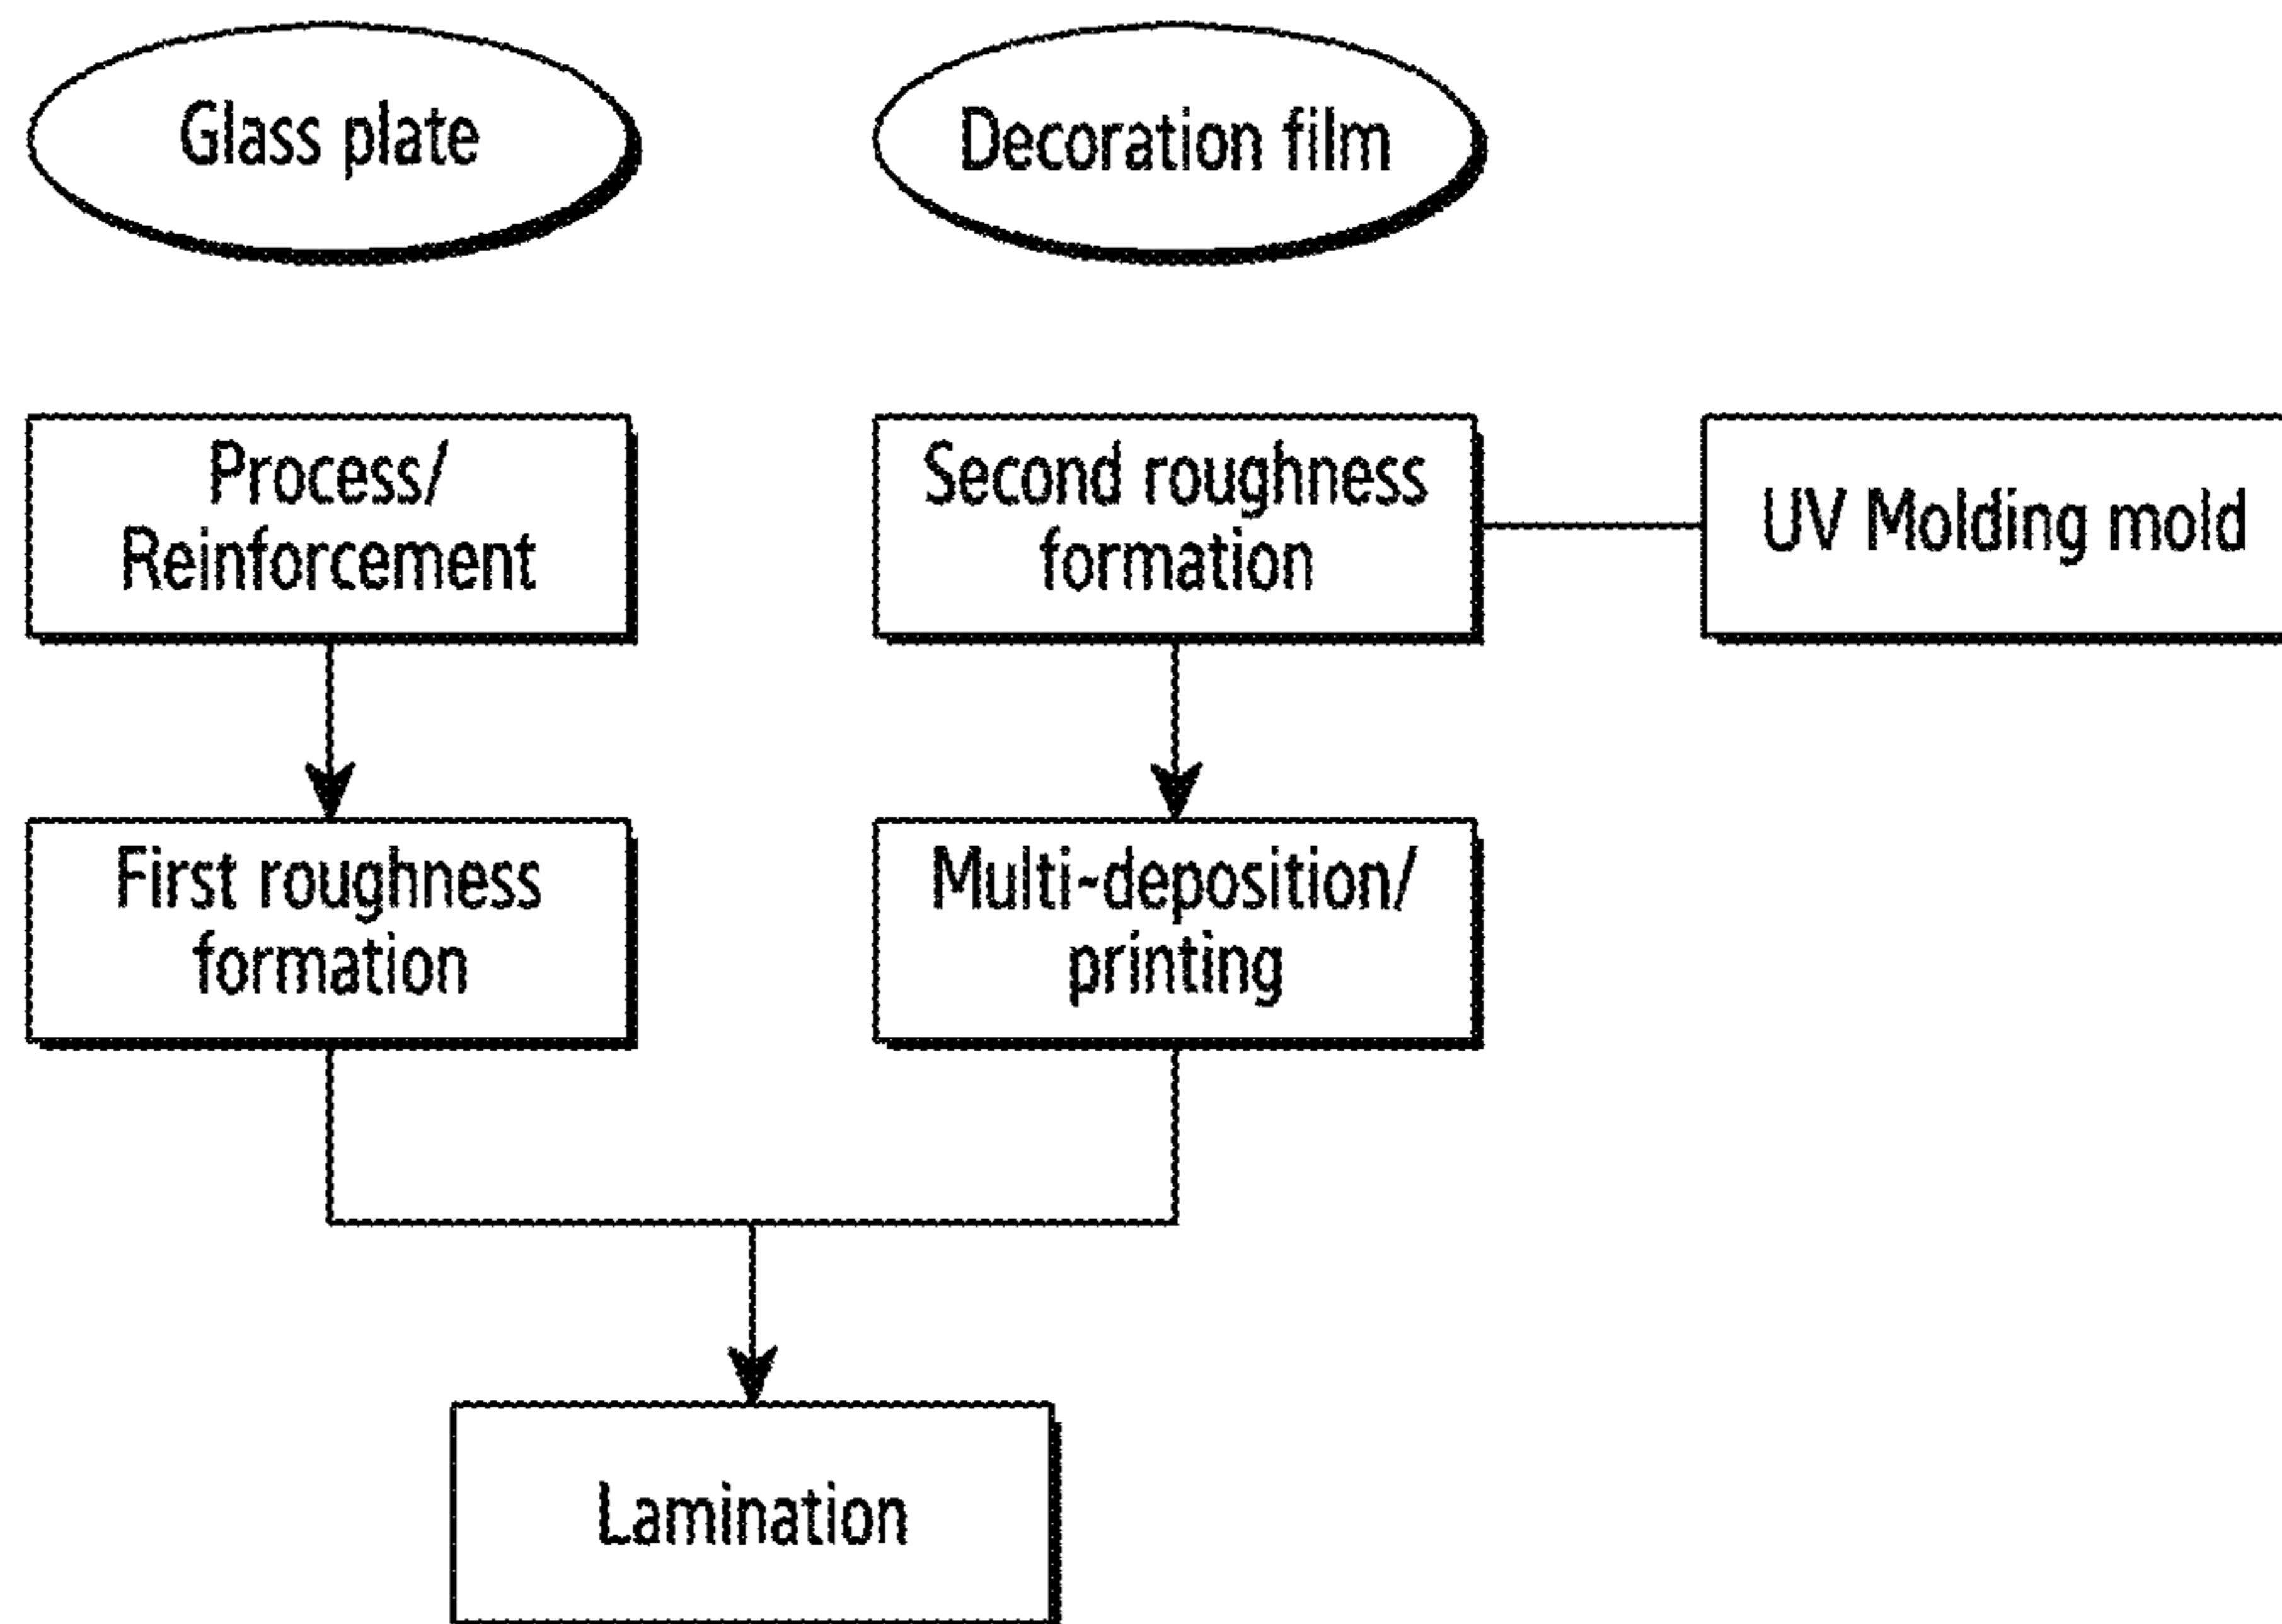 Glass plate
Decoration film
Process/
Reinforcement
Second roughness
formation
UV Molding mold
First roughness
formation
Multi-deposition/
printing
Lamination